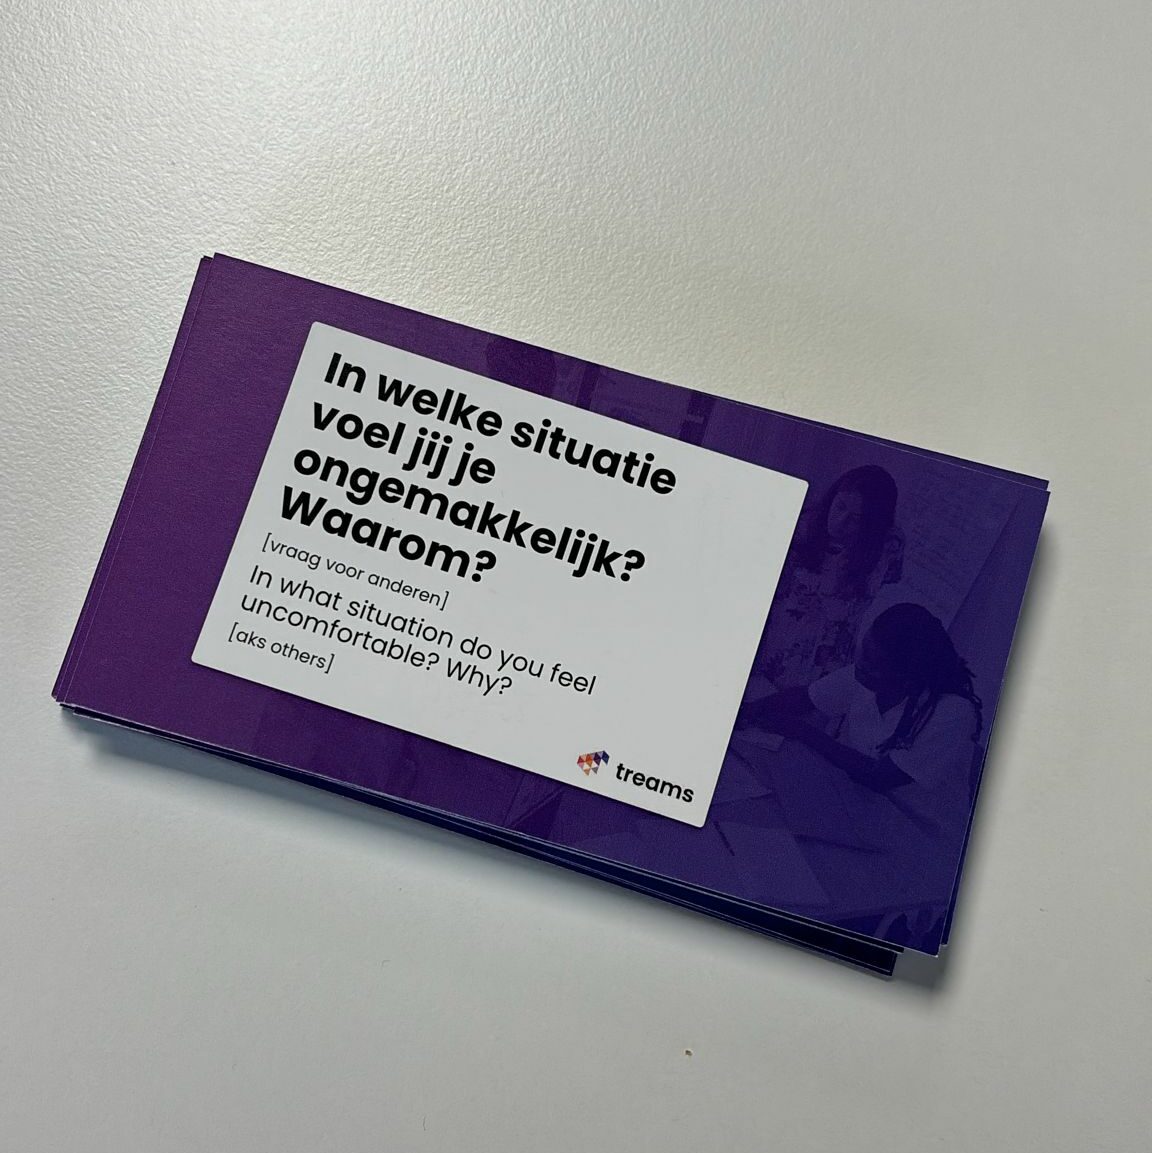 In welke situatie
voel jij je
ongemakkelijk?
Waarom?
[vraag voor anderen]
In what situation do you feel
uncomfortable? Why?
[aks others]
treams